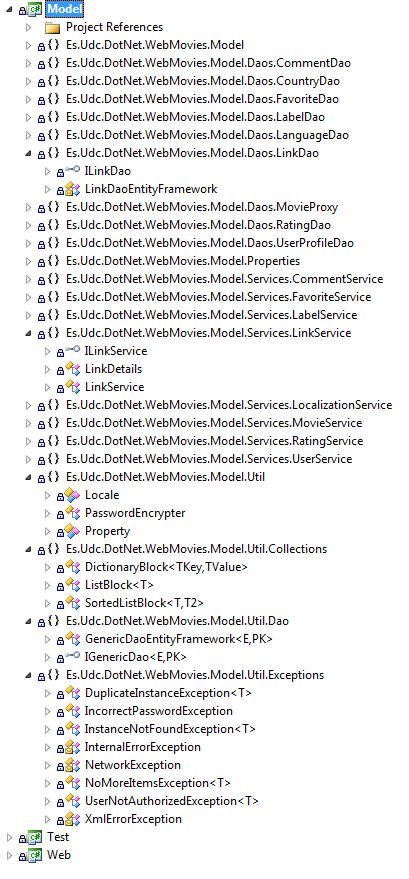 Model
Project References
{} Es.Udc.DotNet.WebMovies.Model
{} Es.Udc.DotNet.WebMovies.Model.Daos.CommentDao
{} Es.Udc.DotNet.WebMovies.Model.Daos.CountryDao
{} Es.Udc.DotNet.WebMovies.Model.Daos.FavoriteDao
{} Es.Udc.DotNet.WebMovies.Model.Daos.LabelDao
{} Es.Udc.DotNet.WebMovies.Model.Daos.LanguageDao
{} Es.Udc.DotNet.WebMovies.Model.Daos.LinkDao
ILinkDao
LinkDaoEntityFramework
{} Es.Udc.DotNet.WebMovies.Model.Daos.MovieProxy
{} Es.Udc.DotNet.WebMovies.Model.Daos.RatingDao
{} Es.Udc.DotNet.WebMovies.Model.Daos.UserProfileDao
{} Es.Udc.DotNet.WebMovies.Model.Properties
{} Es.Udc.DotNet.WebMovies.Model.Services.CommentService
{} Es.Udc.DotNet.WebMovies.Model.Services.FavoriteService
{} Es.Udc.DotNet.WebMovies.Model.Services.LabelService
{} Es.Udc.DotNet.WebMovies.Model.Services.LinkService
ILinkService
LinkDetails
LinkService
{} Es.Udc.DotNet.WebMovies.Model.Services.LocalizationService
{} Es.Udc.DotNet.WebMovies.Model.Services.MovieService
{} Es.Udc.DotNet.WebMovies.Model.Services.RatingService
{} Es.Udc.DotNet.WebMovies.Model.Services.UserService
{} Es.Udc.DotNet.WebMovies.Model.Util
Locale
PasswordEncrypter
Property
{} Es.Udc.DotNet.WebMovies.Model.Util.Collections
DictionaryBlock<TKey,TValue>
ListBlock<T>
SortedListBlock<T,T2>
{} Es.Udc.DotNet.WebMovies.Model.Util.Dao
GenericDaoEntityFramework<E,PK>
IGenericDao<E,PK>
{} Es.Udc.DotNet.WebMovies.Model.Util.Exceptions
DuplicateInstanceException<T>
IncorrectPasswordException
InstanceNotFoundException<T>
InternalErrorException
NetworkException
NoMoreItemsException<T>
UserNotAuthorizedException<T>
XmlErrorException
Test
Web